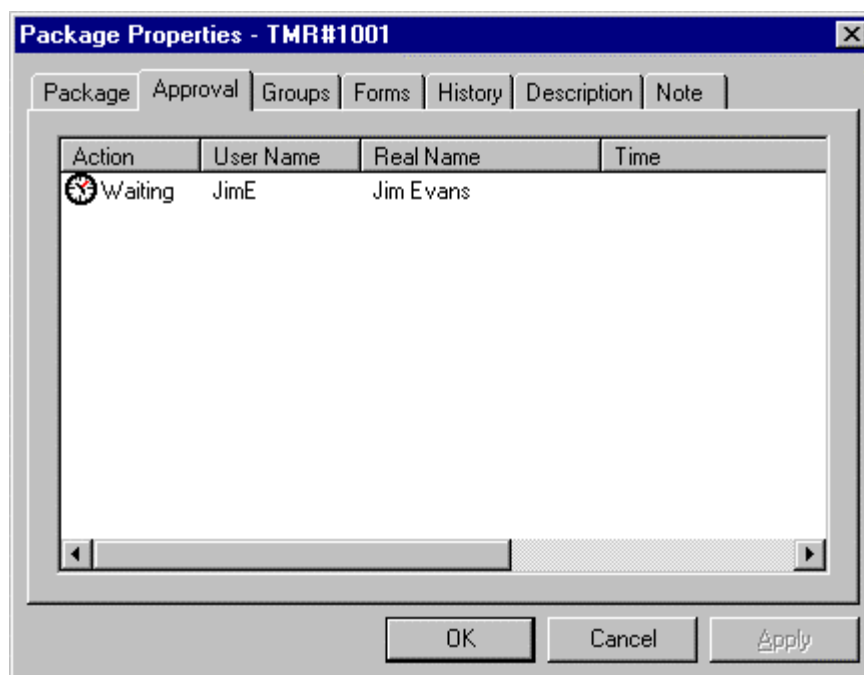 Package Properties - TMR#1001
Package Approval Groups Forms History Description Note
Action User Name Real Name Time
Waiting JimE Jim Evans
OK Cancel Apply